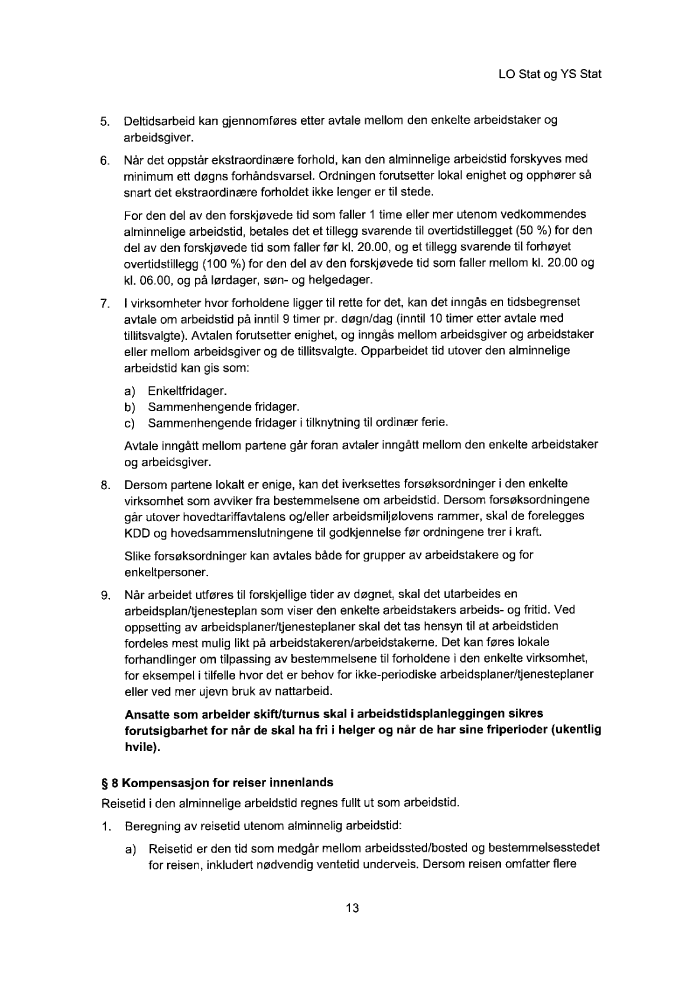 LO Stat og YS Stat
5. Deltidsarbeid kan gjennomføres etter avtale mellom den enkelte arbeidstaker og
arbeidsgiver.
6. Når det oppstår ekstraordinære forhold, kan den alminnelige arbeidstid forskyves med
minimum ett døgns forhåndsvarsel. Ordningen forutsetter lokal enighet og opphører så
snart det ekstraordinære forholdet ikke lenger er til stede.
For den del av den forskjøvede tid som faller 1 time eller mer utenom vedkommendes
alminnelige arbeidstid, betales det et tillegg svarende til overtidstillegget (50 %) for den
del av den forskjøvede tid som faller før kl. 20.00, og et tillegg svarende til forhøyet
overtidstillegg (100 %) for den del av den forskjøvede tid som faller mellom kl. 20.00 og
kl. 06.00, og på lørdager, søn- og helgedager.
7. I virksomheter hvor forholdene ligger til rette for det, kan det inngås en tidsbegrenset
avtale om arbeidstid på inntil 9 timer pr. døgn/dag (inntil 10 timer etter avtale med
tillitsvalgte). Avtalen forutsetter enighet, og inngås mellom arbeidsgiver og arbeidstaker
eller mellom arbeidsgiver og de tillitsvalgte. Opparbeidet tid utover den alminnelige
arbeidstid kan gis som:
a) Enkeltfridager.
b) Sammenhengende fridager.
c) Sammenhengende fridager i tilknytning til ordinær ferie.
Avtale inngått mellom partene går foran avtaler inngått mellom den enkelte arbeidstaker
og arbeidsgiver.
8. Dersom partene lokalt er enige, kan det iverksettes forsøksordninger i den enkelte
virksomhet som avviker fra bestemmelsene om arbeidstid. Dersom forsøksordningene
går utover hovedtariffavtalens og/eller arbeidsmiljølovens rammer, skal de forelegges
KDD og hovedsammenslutningene til godkjennelse før ordningene trer i kraft.
Slike forsøksordninger kan avtales både for grupper av arbeidstakere og for
enkeltpersoner.
9. Når arbeidet utføres til forskjellige tider av døgnet, skal det utarbeides en
arbeidsplan/tjenesteplan som viser den enkelte arbeidstakers arbeids- og fritid. Ved
oppsetting av arbeidsplaner/tjenesteplaner skal det tas hensyn til at arbeidstiden
fordeles mest mulig likt på arbeidstakeren/arbeidstakerne. Det kan føres lokale
forhandlinger om tilpassing av bestemmelsene til forholdene i den enkelte virksomhet,
for eksempel i tilfelle hvor det er behov for ikke-periodiske arbeidsplaner/tjenesteplaner
eller ved mer ujevn bruk av nattarbeid.
Ansatte som arbeider skift/turnus skal i arbeidstidsplanleggingen sikres
forutsigbarhet for når de skal ha fri i helger og når de har sine friperioder (ukentlig
hvile).
§ 8 Kompensasjon for reiser innenlands
Reisetid i den alminnelige arbeidstid regnes fullt ut som arbeidstid.
1. Beregning av reisetid utenom alminnelig arbeidstid:
a) Reisetid er den tid som medgår mellom arbeidssted/bosted og bestemmelsesstedet
for reisen, inkludert nødvendig ventetid underveis. Dersom reisen omfatter flere
13